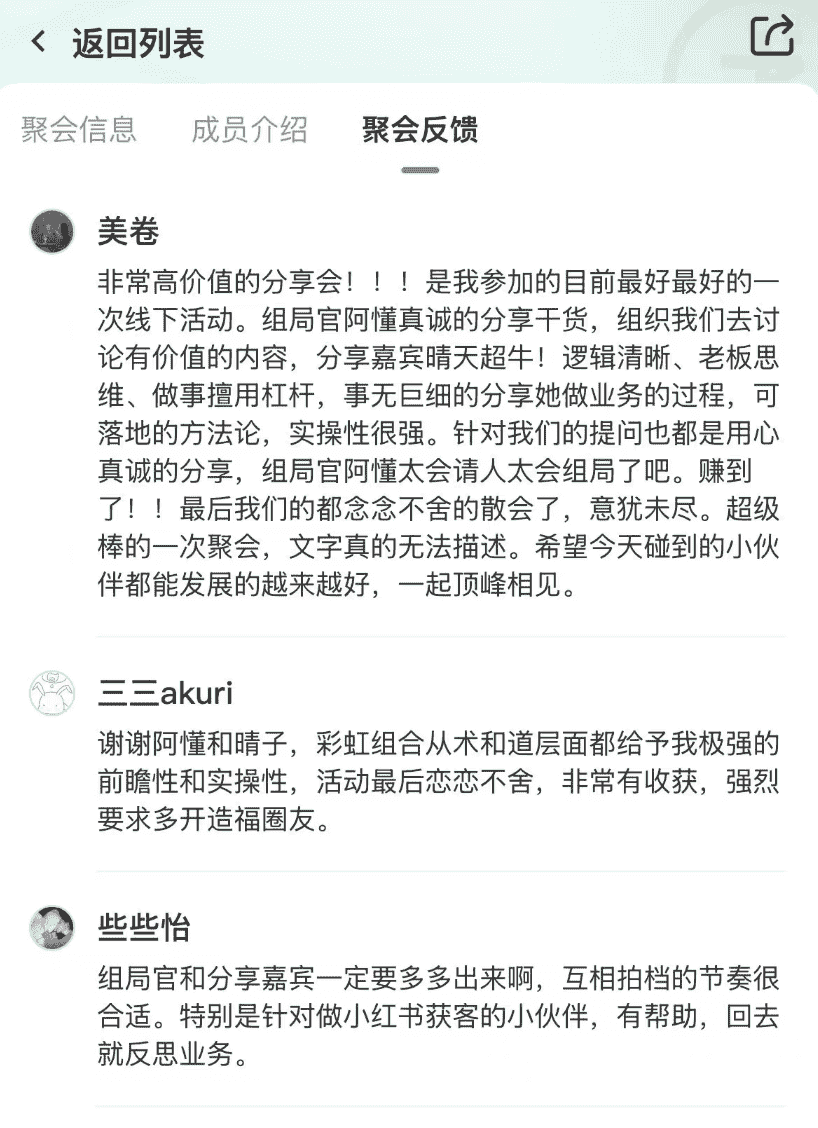 返回列表
聚会信息 成员介绍 聚会反馈
美卷
非常高价值的分享会！！！是我参加的目前最好最好的一
次线下活动。组局官阿懂真诚的分享干货，组织我们去讨
论有价值的内容，分享嘉宾晴天超牛！逻辑清晰、老板思
维、做事擅用杠杆，事无巨细的分享她做业务的过程，可
落地的方法论，实操性很强。针对我们的提问也都是用心
真诚的分享，组局官阿懂太会请人太会组局了吧。赚到
了！！最后我们的都念念不舍的散会了，意犹未尽。超级
棒的一次聚会，文字真的无法描述。希望今天碰到的小伙
伴都能发展的越来越好，一起顶峰相见。
三三akuri
谢谢阿懂和晴子，彩虹组合从术和道层面都给予我极强的
前瞻性和实操性，活动最后恋恋不舍，非常有收获，强烈
要求多开造福圈友。
些些怡
组局官和分享嘉宾一定要多多出来啊，互相拍档的节奏很
合适。特别是针对做小红书获客的小伙伴，有帮助，回去
就反思业务。